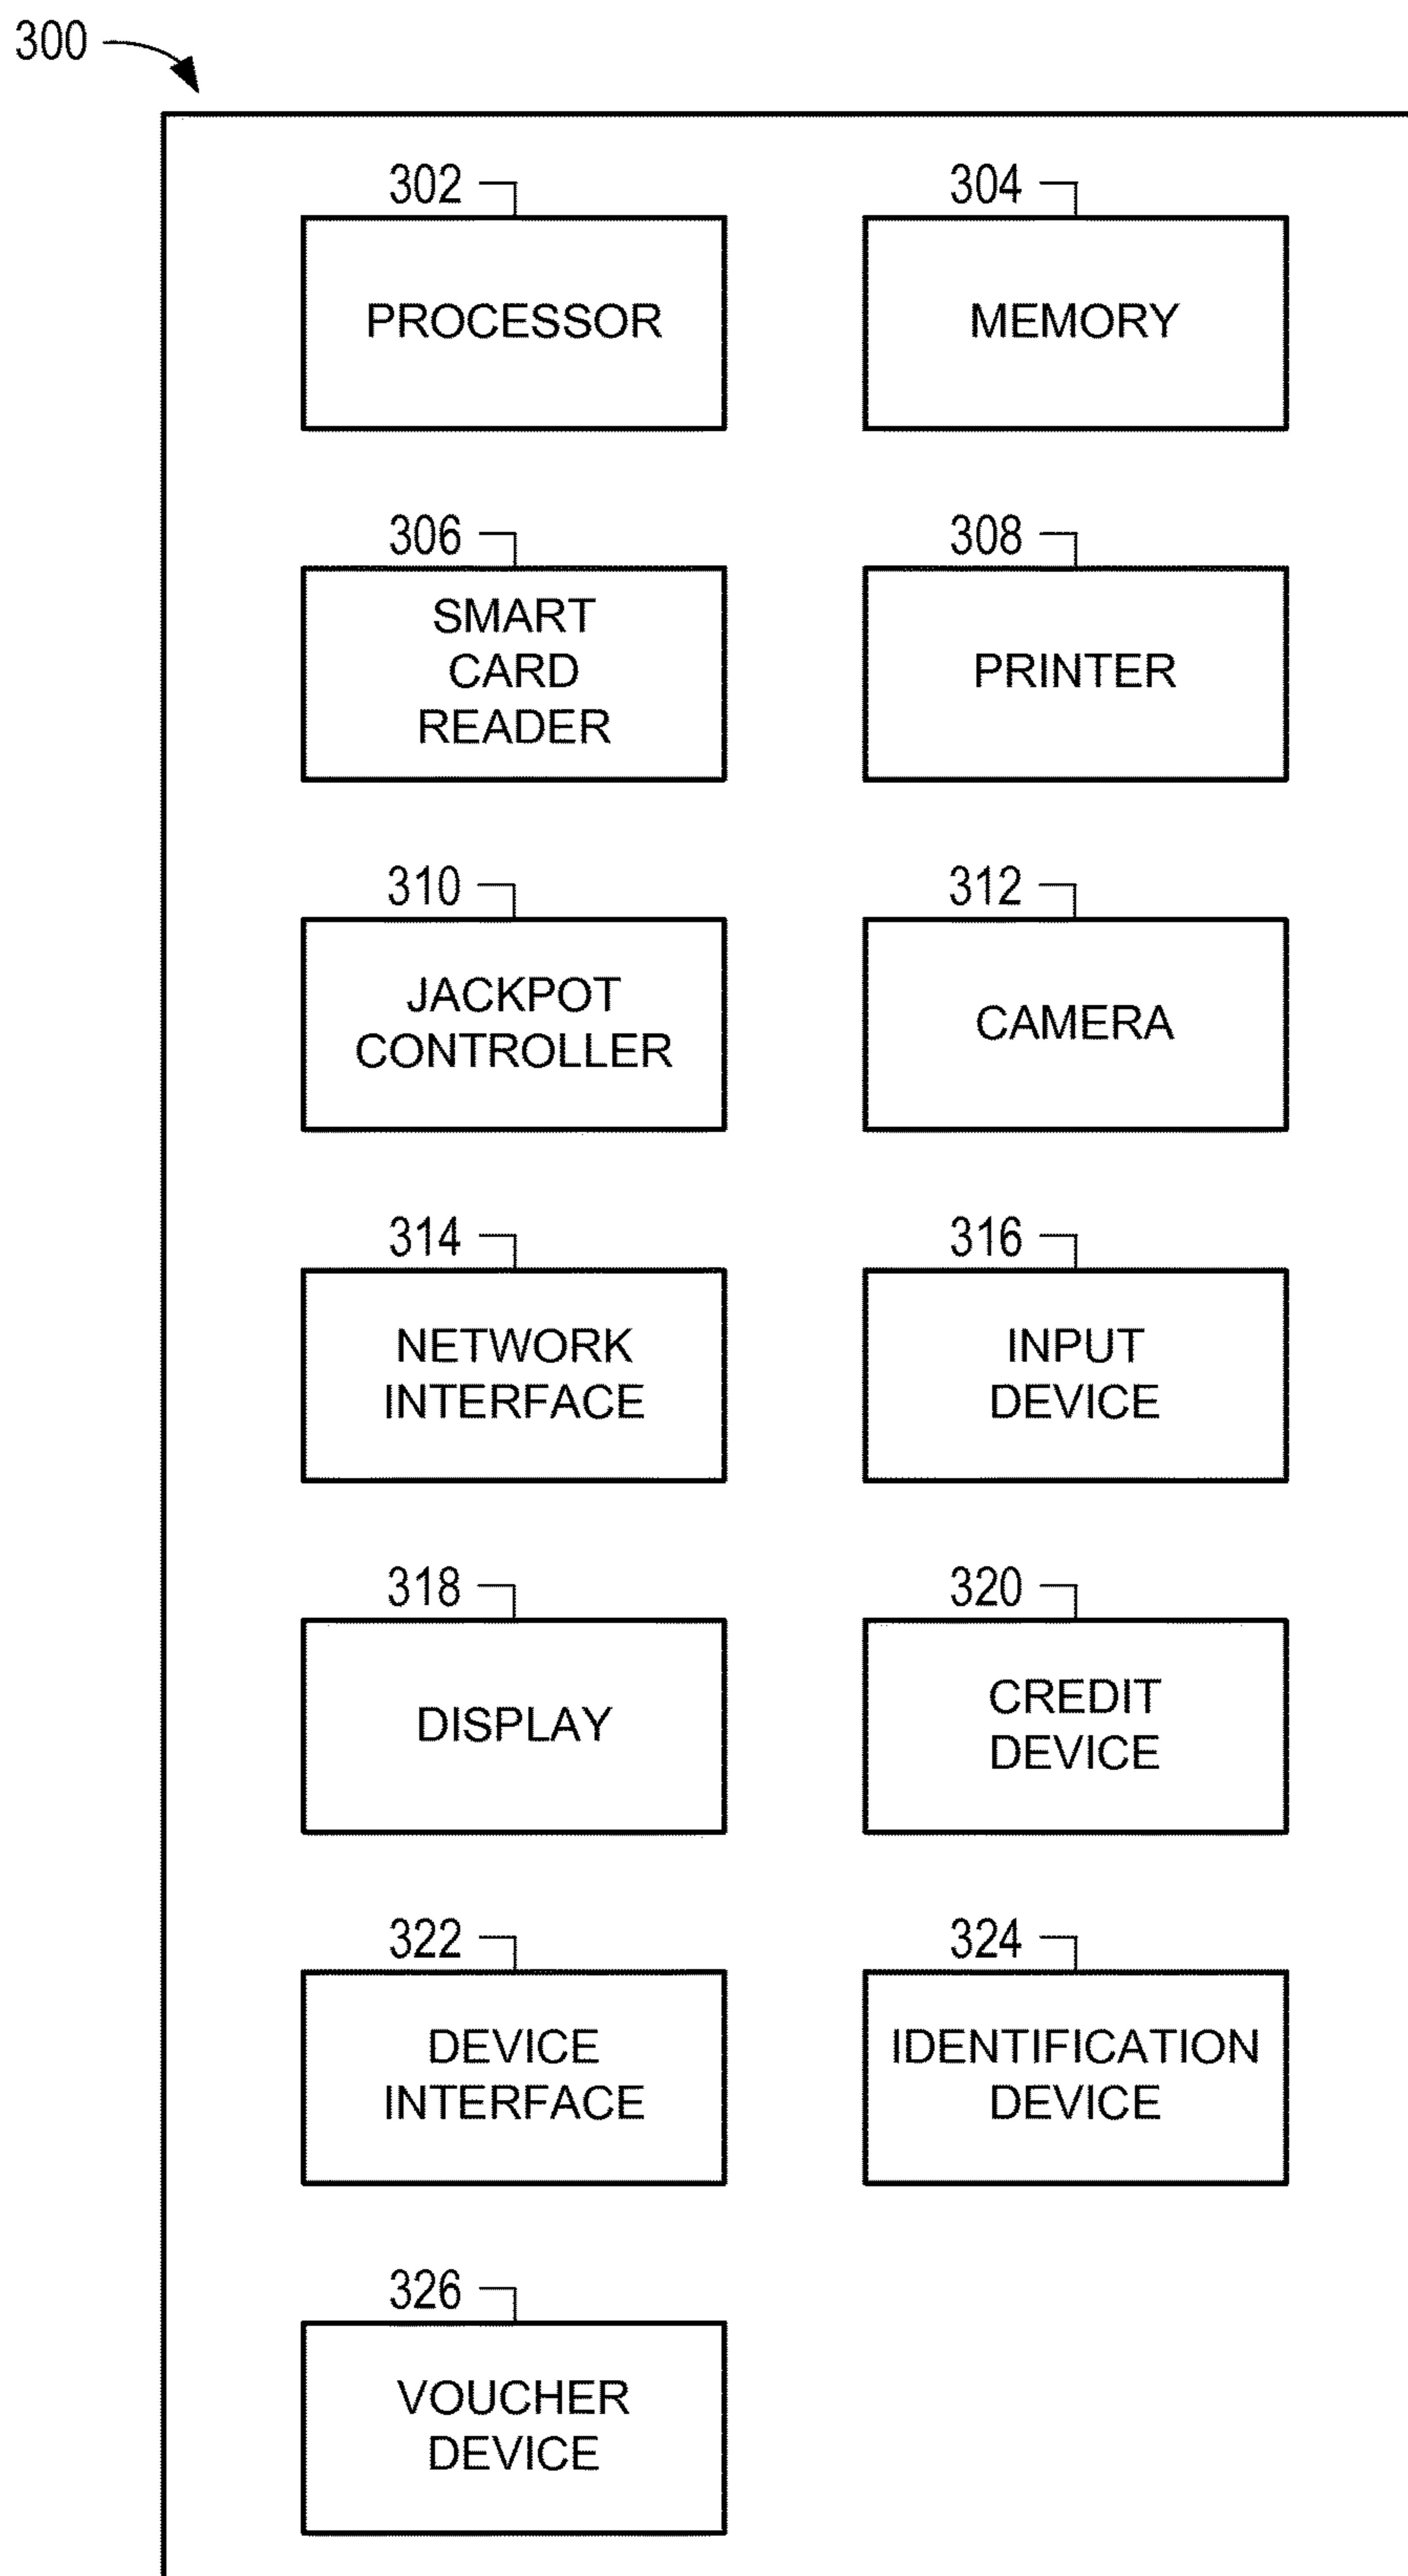 300
302
PROCESSOR
304
MEMORY
306
SMART
CARD
READER
308
PRINTER
310
JACKPOT
CONTROLLER
312
CAMERA
314
NETWORK
INTERFACE
316
INPUT
DEVICE
318
DISPLAY
320
CREDIT
DEVICE
322
DEVICE
INTERFACE
324
IDENTIFICATION
DEVICE
326
VOUCHER
DEVICE